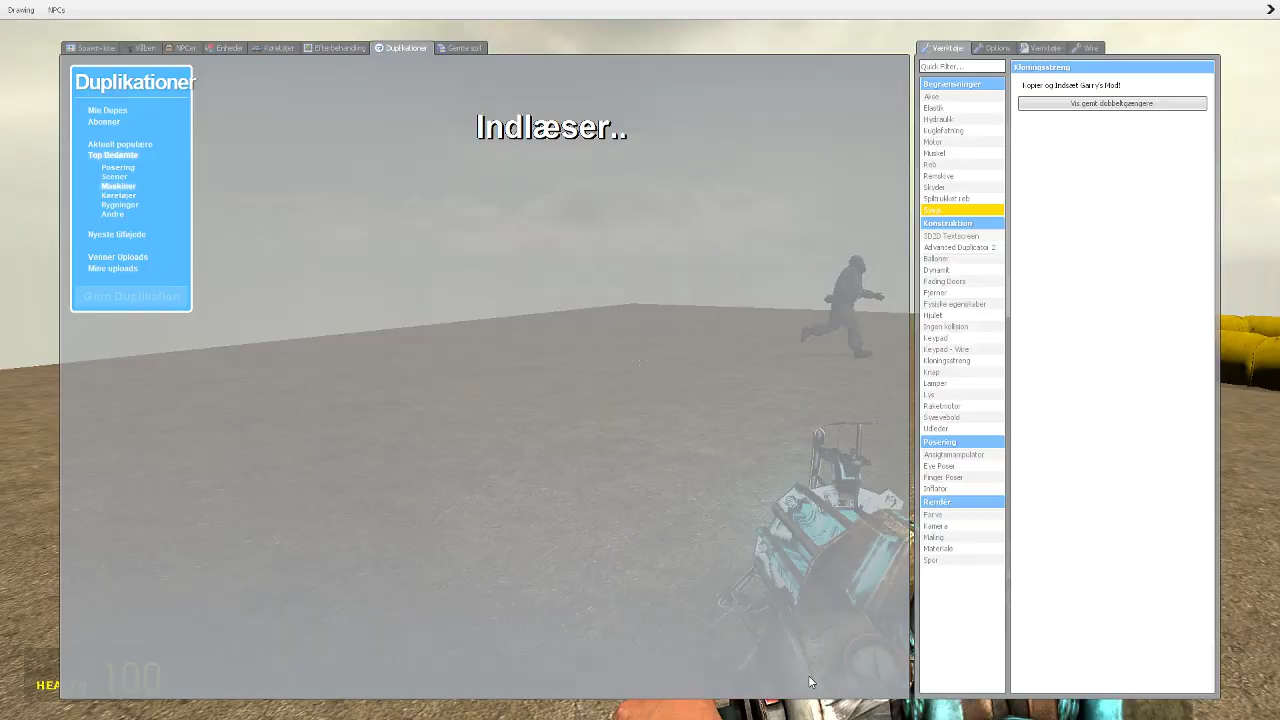 Drawing NPCs
Spawn-liste Våben NPCer Enheder Køretøjer Efterbehandling Duplikationer Gemte spil
Værktøjer Options Værktøjer Wire
Duplikationer
Min Dupes
Abonner
Aktuelt populære
Top Bedømte
Posering
Scener
Maskiner
Køretøjer
Bygninger
Andre
Nyeste tilføjede
Venner Uploads
Mine uploads
Gem Duplikation
Indlæser..
HEA 100
Quick Filter...
Begrænsninger
Akse
Elastik
Hydraulik
Kuglefatning
Motor
Muskel
Reb
Remskive
Skyder
Spilbrukket reb
Svejs
Konstruktion
3D2D Textscreen
Advanced Duplicator 2
Balloner
Dynamit
Fading Doors
Fjerner
Fysiske egenskaber
Hjulet
Ingen kollision
Keypad
Keypad - Wire
Kloningsstreng
Knap
Lamper
Lys
Raketmotor
Svævebold
Udleder
Posering
Ansigtsmanipulator
Eye Poser
Finger Poser
Inflator
Rendér
Farve
Kamera
Maling
Materiale
Spor
Kloningsstreng
Kopier og Indsæt Garry's Mod!
Vis gemt dobbeltgængere